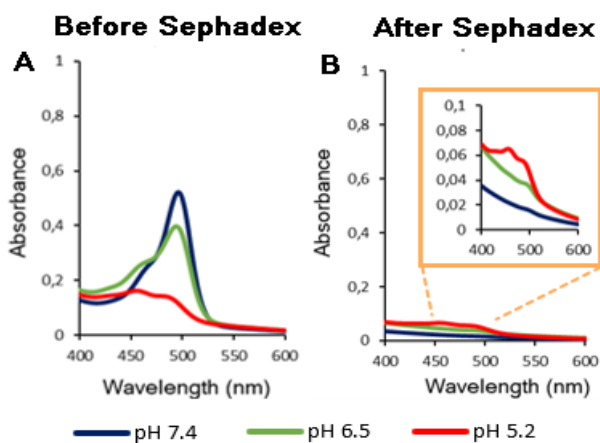 Before Sephadex
After Sephadex
A
B
1
0,8
0,6
0,4
0,2
0
Absorbance
400
450
500
550
600
Wavelength (nm)
1
0,8
0,6
0,4
0,2
0
Absorbance
400
450
500
550
600
Wavelength (nm)
0,1
0,08
0,06
0,04
0,02
0
400
500
600
pH 7.4
pH 6.5
pH 5.2